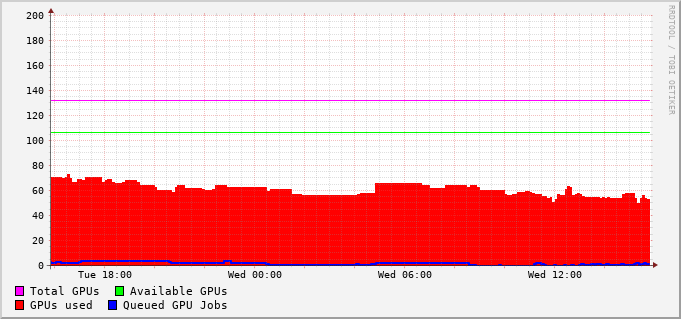 200
180
160
140
120
100
80
60
40
20
0
Tue 18:00 Wed 00:00 Wed 06:00 Wed 12:00
Total GPUs Available GPUs
GPUs used Queued GPU Jobs
RRDTOOL / TOBI OETIKER